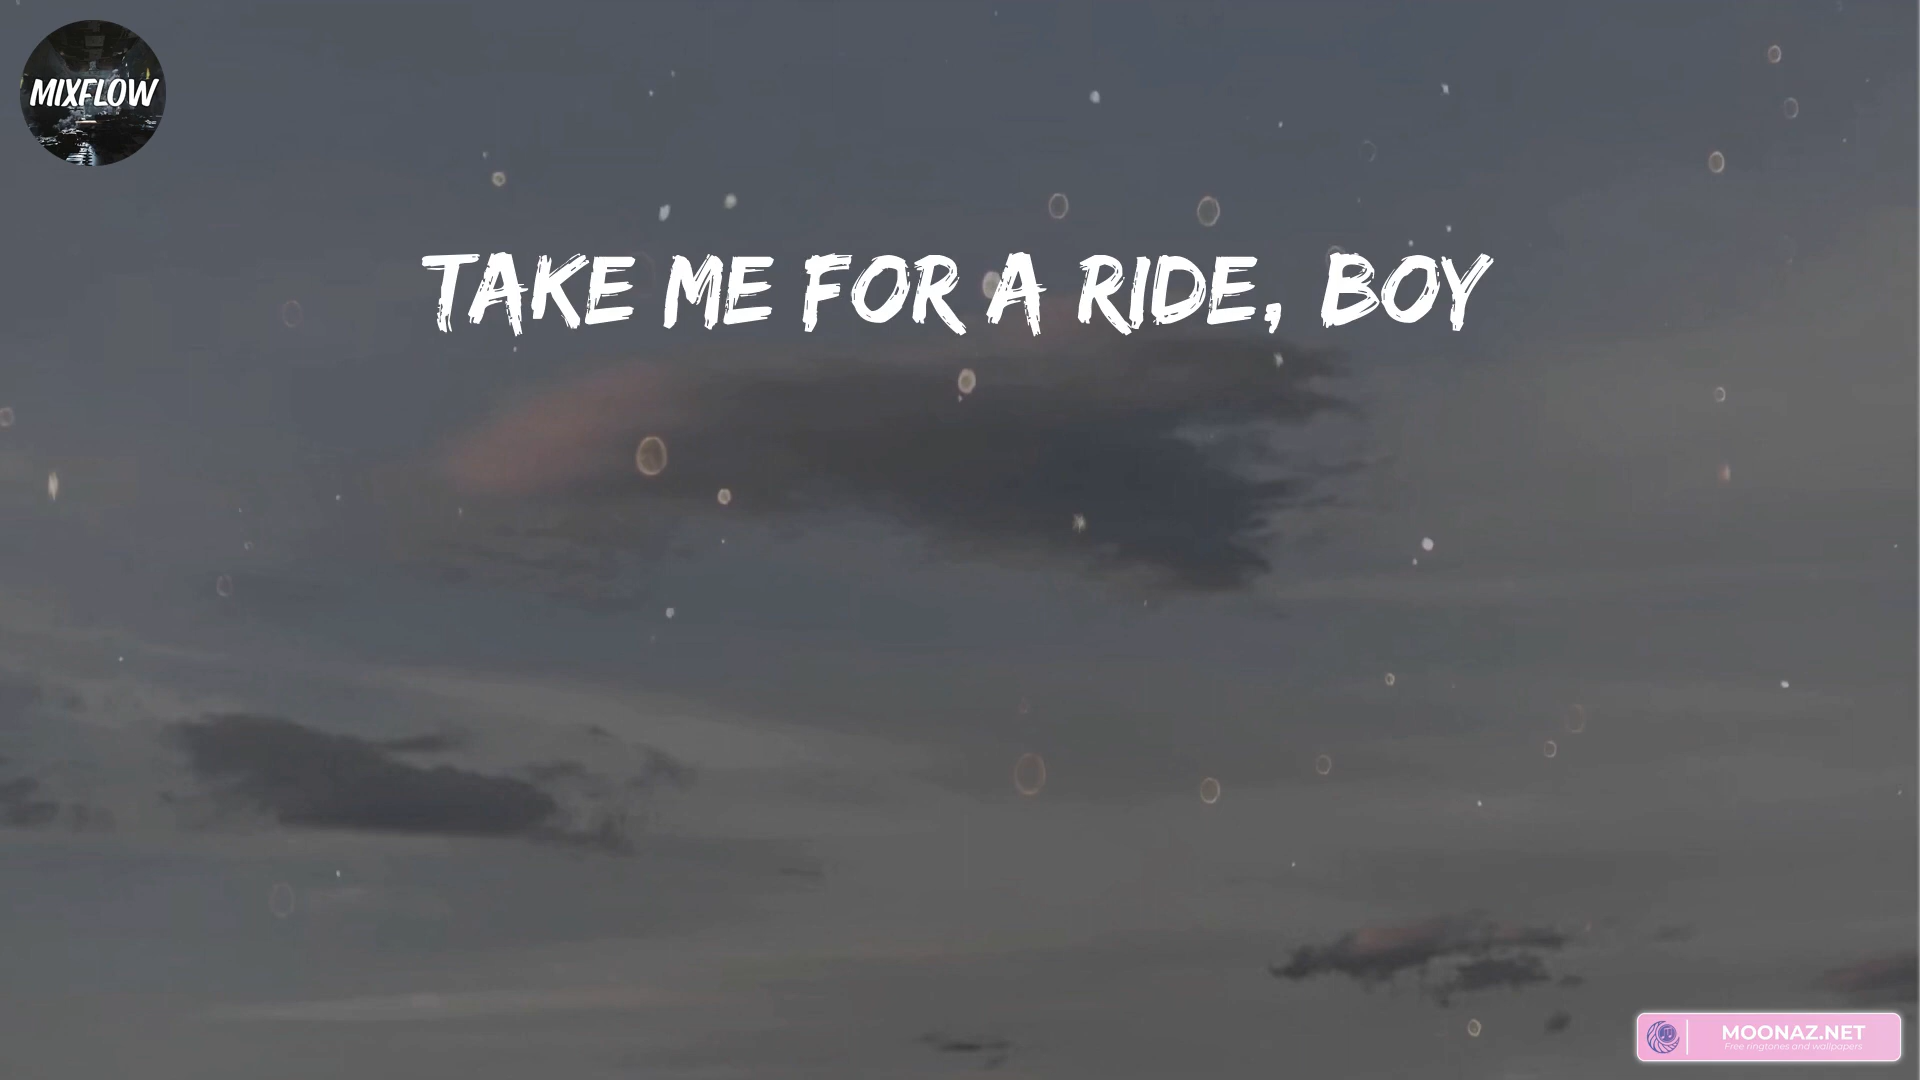 MIXFLOW
TAKE ME FOR A RIDE, BOY
MOONAZ.NET
Free ringtones and wallpapers